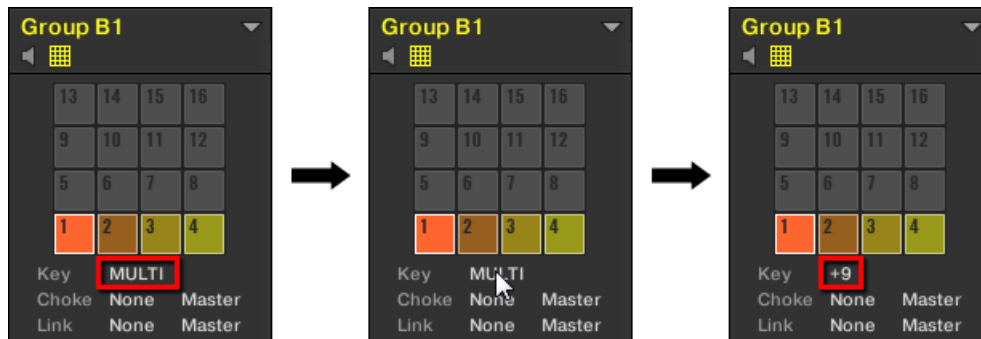 Group B1
13 14 15 16
9 10 11 12
5 6 7 8
1 2 3 4
Key MULTI
Choke None Master
Link None Master
Group B1
13 14 15 16
9 10 11 12
5 6 7 8
1 2 3 4
Key MULTI
Choke None Master
Link None Master
Group B1
13 14 15 16
9 10 11 12
5 6 7 8
1 2 3 4
Key +9
Choke None Master
Link None Master